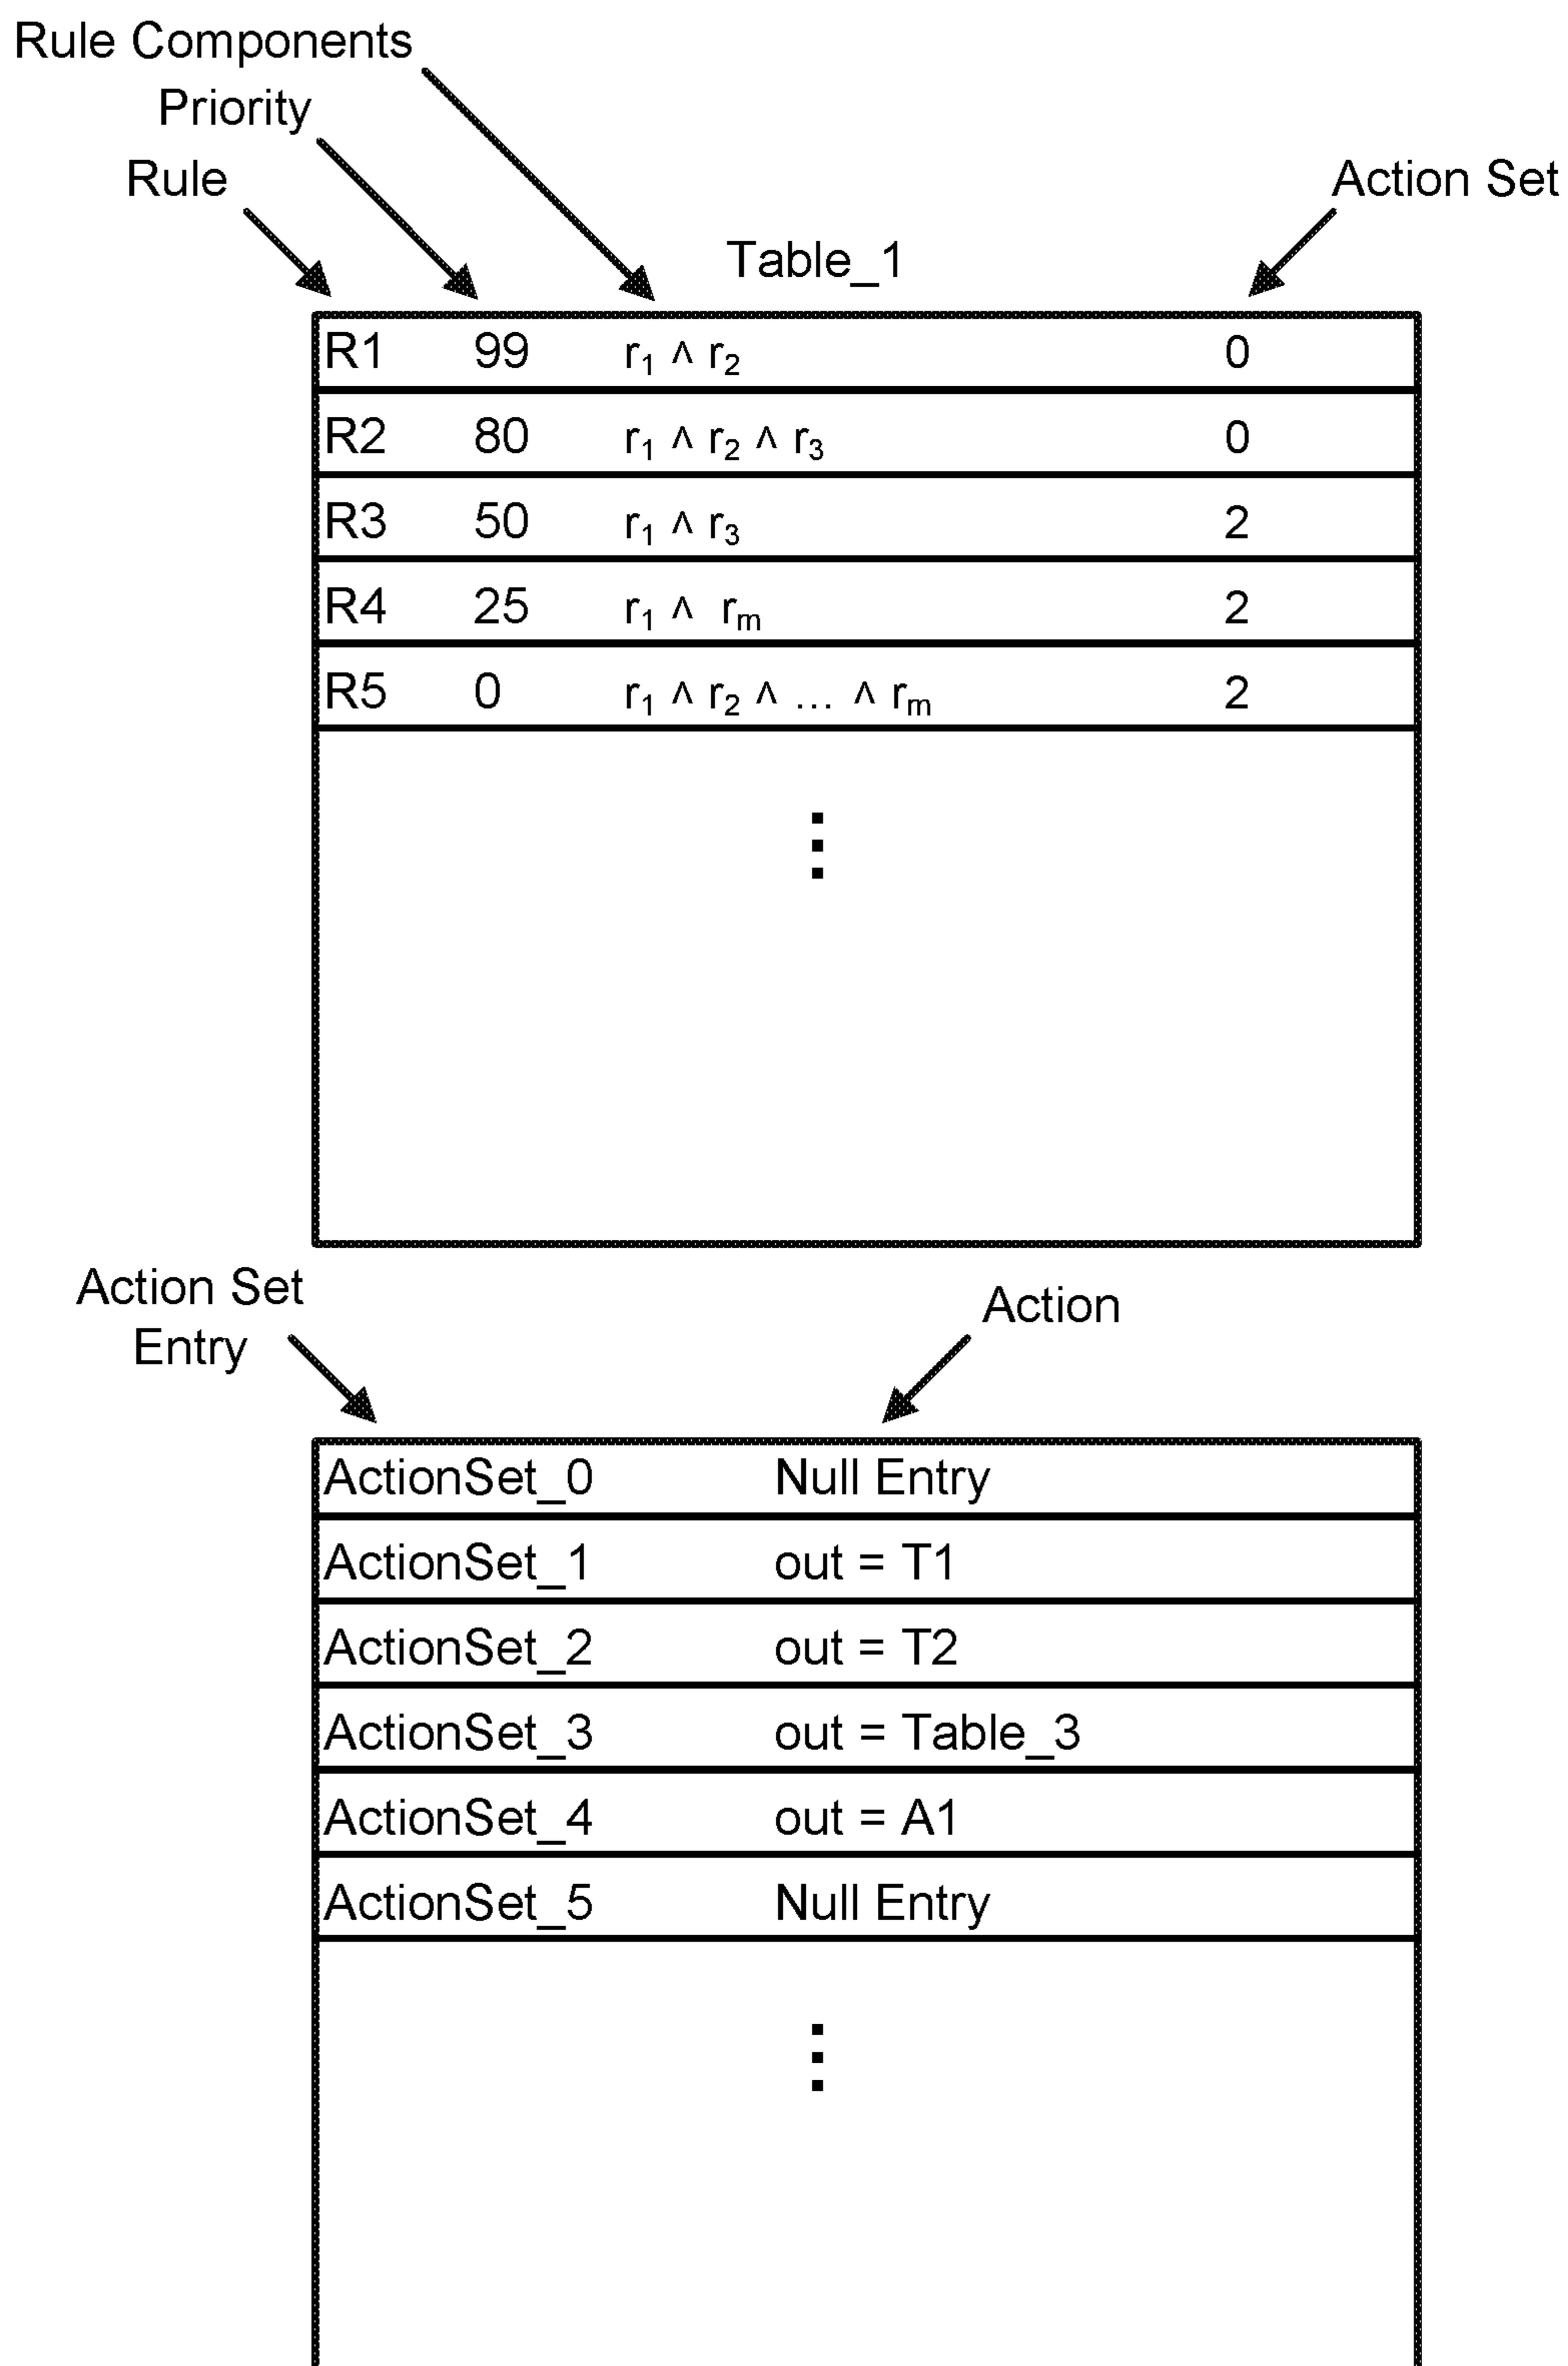 Rule Components
Priority
Rule
Action Set
Table_1
R1 99 r₁ ∧ r₂ 0
R2 80 r₁ ∧ r₂ ∧ r₃ 0
R3 50 r₁ ∧ r₃ 2
R4 25 r₁ ∧ rₘ 2
R5 0 r₁ ∧ r₂ ∧ ... ∧ rₘ 2
Action Set
Entry
Action
ActionSet_0 Null Entry
ActionSet_1 out = T1
ActionSet_2 out = T2
ActionSet_3 out = Table_3
ActionSet_4 out = A1
ActionSet_5 Null Entry